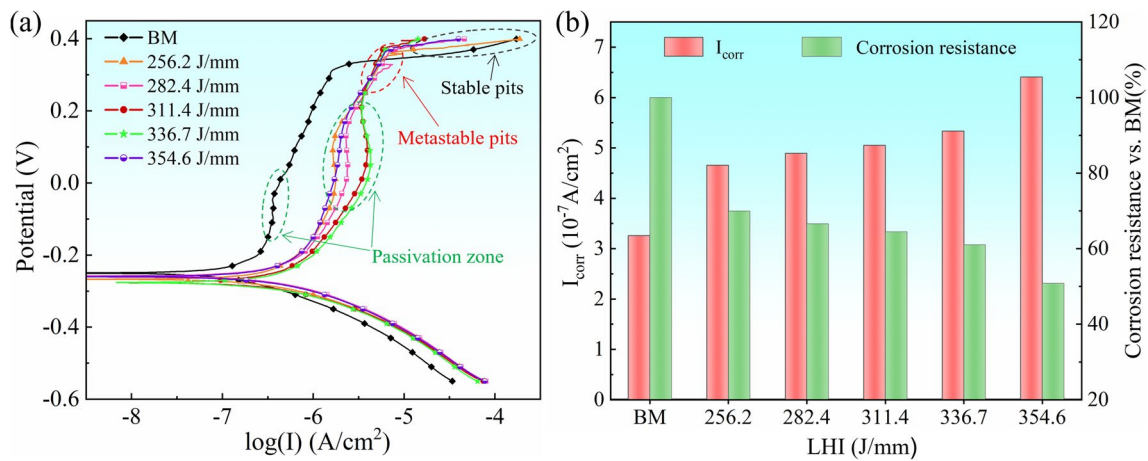 (a)
BM
256.2 J/mm
282.4 J/mm
311.4 J/mm
336.7 J/mm
354.6 J/mm
Stable pits
Metastable pits
Passivation zone
0.4
0.2
0.0
-0.2
-0.4
-0.6
Potential (V)
-8 -7 -6 -5 -4
log(I) (A/cm²)
(b)
I_corr
Corrosion resistance
7
6
5
4
3
2
1
0
I_corr (10⁻⁷A/cm²)
120
100
80
60
40
20
Corrosion resistance vs. BM(%)
BM 256.2 282.4 311.4 336.7 354.6
LHI (J/mm)